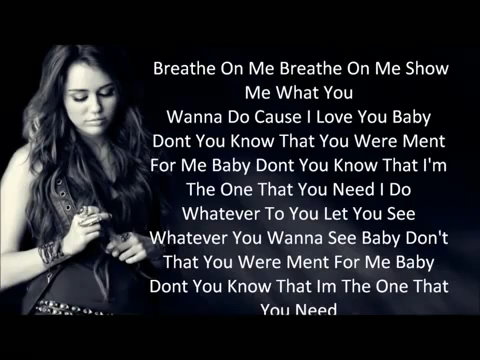 Breathe On Me Breathe On Me Show
Me What You
Wanna Do Cause I Love You Baby
Dont You Know That You Were Ment
For Me Baby Dont You Know That I'm
The One That You Need I Do
Whatever To You Let You See
Whatever You Wanna See Baby Don't
That You Were Ment For Me Baby
Dont You Know That Im The One That
You Need